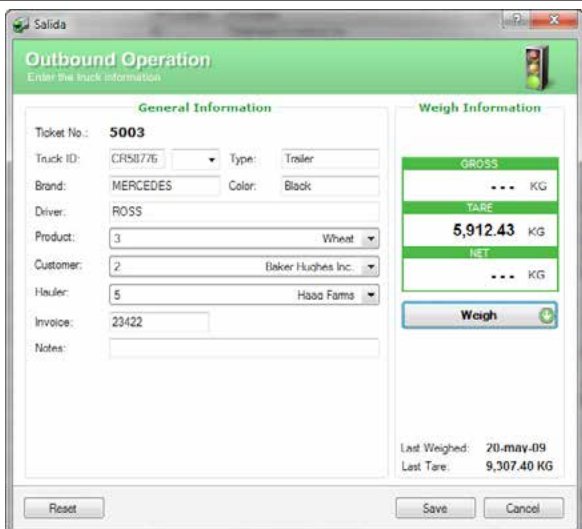 Salida
Outbound Operation
Enter the truck information
General Information
Ticket No.: 5003
Truck ID: CR58776 Type: Trailer
Brand: MERCEDES Color: Black
Driver: ROSS
Product: 3 Wheat
Customer: 2 Baker Hughes Inc.
Hauler: 5 Haag Farms
Invoice: 23422
Notes:
Weigh Information
GROSS
--- KG
TARE
5,912.43 KG
NET
--- KG
Weigh
Last Weighed: 20-may-09
Last Tare: 9,307.40 KG
Reset Save Cancel